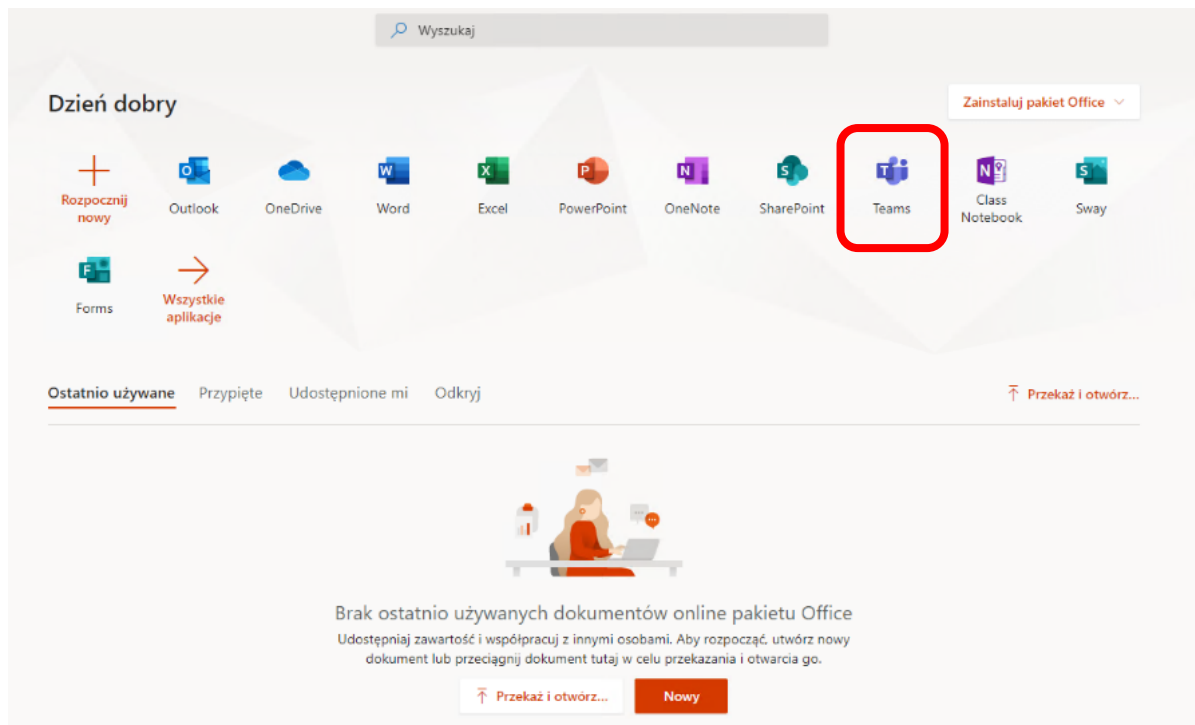 Wyszukaj
Dzień dobry
Zainstaluj pakiet Office
Rozpocznij
nowy
Outlook
OneDrive
Word
Excel
PowerPoint
OneNote
SharePoint
Teams
Class
Notebook
Sway
Forms
Wszystkie
aplikacje
Ostatnio używane Przypięte Udostępnione mi Odkryj
Przekaż i otwórz...
Brak ostatnio używanych dokumentów online pakietu Office
Udostępniaj zawartość i współpracuj z innymi osobami. Aby rozpocząć, utwórz nowy
dokument lub przeciągnij dokument tutaj w celu przekazania i otwarcia go.
Przekaż i otwórz...
Nowy